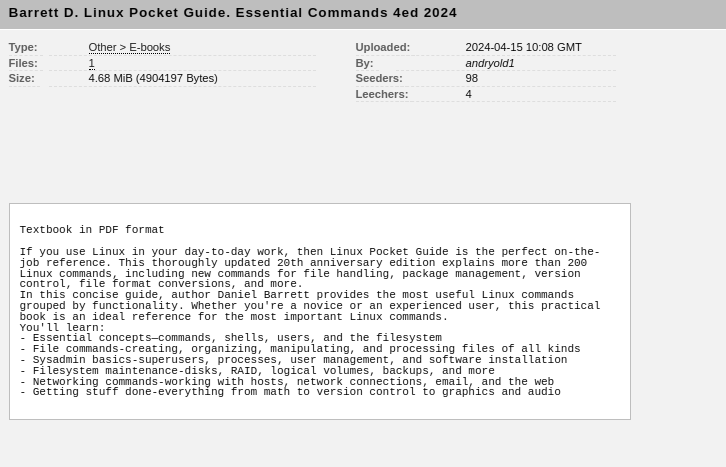 Barrett D. Linux Pocket Guide. Essential Commands 4ed 2024
Type: Other > E-books
Files: 1
Size: 4.68 MiB (4904197 Bytes)
Uploaded: 2024-04-15 10:08 GMT
By: andryold1
Seeders: 98
Leechers: 4
Textbook in PDF format
If you use Linux in your day-to-day work, then Linux Pocket Guide is the perfect on-the-
job reference. This thoroughly updated 20th anniversary edition explains more than 200
Linux commands, including new commands for file handling, package management, version
control, file format conversions, and more.
In this concise guide, author Daniel Barrett provides the most useful Linux commands
grouped by functionality. Whether you're a novice or an experienced user, this practical
book is an ideal reference for the most important Linux commands.
You'll learn:
- Essential concepts—commands, shells, users, and the filesystem
- File commands-creating, organizing, manipulating, and processing files of all kinds
- Sysadmin basics-superusers, processes, user management, and software installation
- Filesystem maintenance-disks, RAID, logical volumes, backups, and more
- Networking commands-working with hosts, network connections, email, and the web
- Getting stuff done-everything from math to version control to graphics and audio